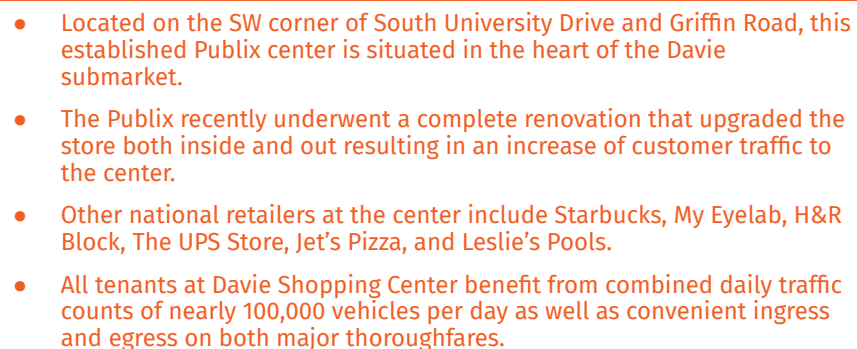 ● Located on the SW corner of South University Drive and Griffin Road, this
established Publix center is situated in the heart of the Davie
submarket.
● The Publix recently underwent a complete renovation that upgraded the
store both inside and out resulting in an increase of customer traffic to
the center.
● Other national retailers at the center include Starbucks, My Eyelab, H&R
Block, The UPS Store, Jet's Pizza, and Leslie's Pools.
● All tenants at Davie Shopping Center benefit from combined daily traffic
counts of nearly 100,000 vehicles per day as well as convenient ingress
and egress on both major thoroughfares.